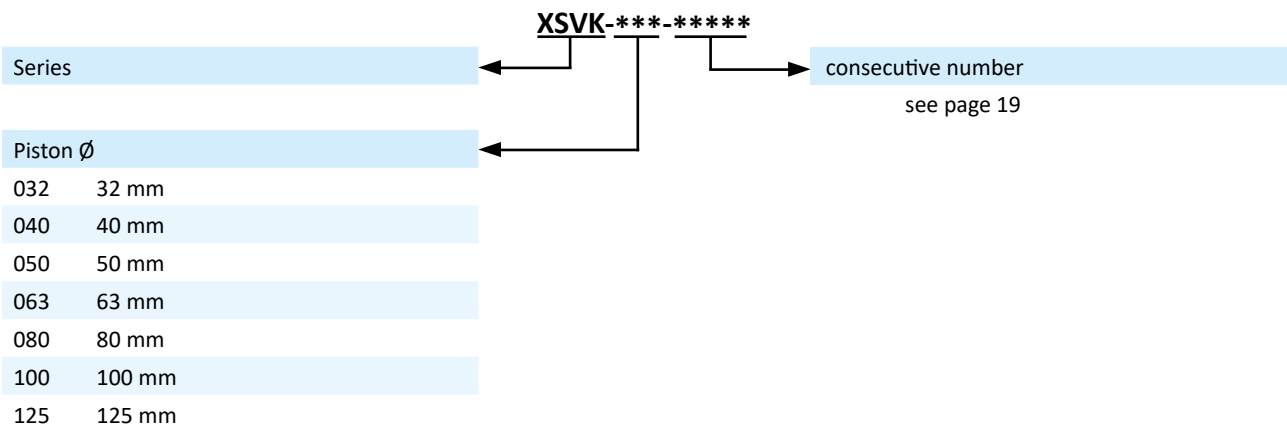 XSVK-***-*****
Series
consecutive number
see page 19
Piston Ø
032 32 mm
040 40 mm
050 50 mm
063 63 mm
080 80 mm
100 100 mm
125 125 mm